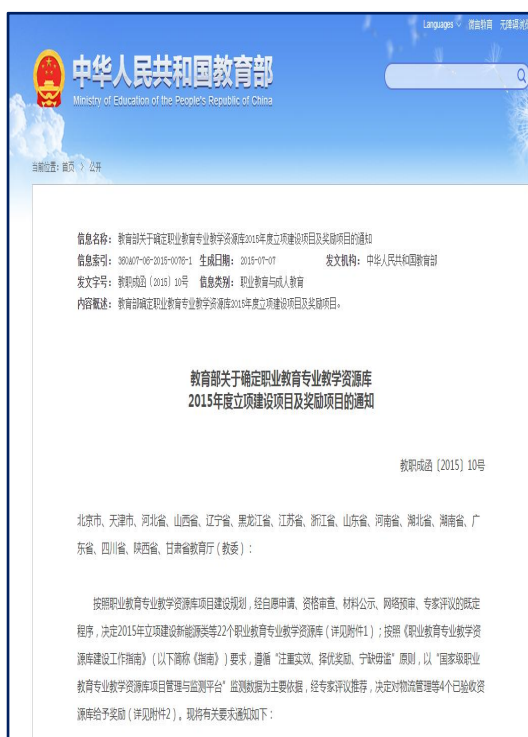 Languages 微言教育 无障碍浏览
中华人民共和国教育部
Ministry of Education of the People's Republic of China
当前位置：首页 > 公开
信息名称：教育部关于确定职业教育专业教学资源库2015年度立项建设项目及奖励项目的通知
信息索引：360A07-06-2015-0076-1 生成日期：2015-07-07 发文机构：中华人民共和国教育部
发文字号：教职成函〔2015〕10号 信息类别：职业教育与成人教育
内容概述：教育部确定职业教育专业教学资源库2015年度立项建设项目及奖励项目。
教育部关于确定职业教育专业教学资源库
2015年度立项建设项目及奖励项目的通知
教职成函〔2015〕10号
北京市、天津市、河北省、山西省、辽宁省、黑龙江省、江苏省、浙江省、山东省、河南省、湖北省、湖南省、广
东省、四川省、陕西省、甘肃省教育厅（教委）：
按照职业教育专业教学资源库项目建设规划，经自愿申请、资格审查、材料公示、网络预审、专家评议的既定
程序，决定2015年立项建设新能源类等22个职业教育专业教学资源库（详见附件1）；按照《职业教育专业教学资
源库建设工作指南》（以下简称《指南》）要求，遵循“注重实效、择优奖励、宁缺毋滥”原则，以“国家级职业
教育专业教学资源库项目管理与监测平台”监测数据为主要依据，经专家评议推荐，决定对物流管理等4个已验收资
源库给予奖励（详见附件2）。现将有关要求通知如下：